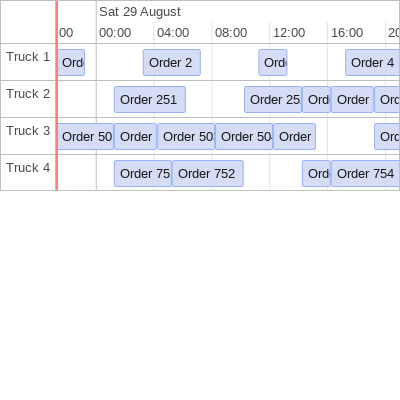 Sat 29 August
00 00:00 04:00 08:00 12:00 16:00 20
Truck 1 Ord Order 2 Ord Order 4
Truck 2 Order 251 Order 25 Ord Order Ord
Truck 3 Order 50 Order Order 50 Order 50 Order Ord
Truck 4 Order 75 Order 752 Ord Order 754